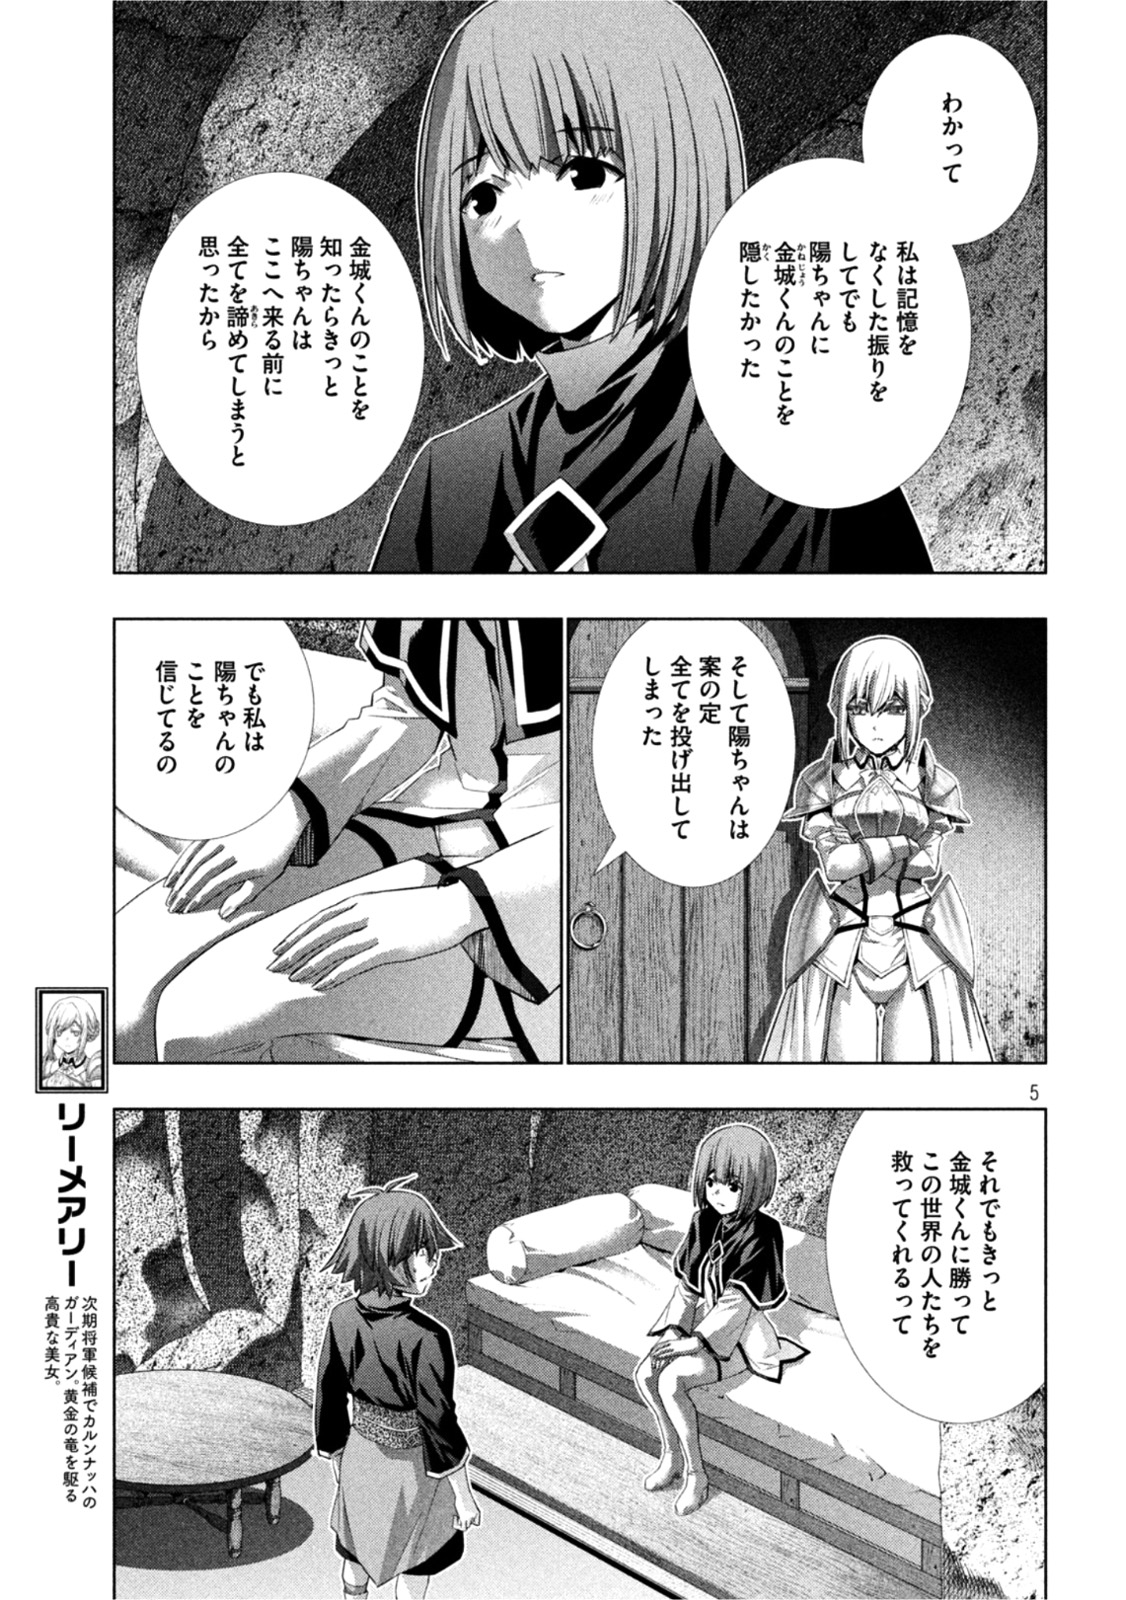 わかって
私は記憶を
なくした振りを
してでも
陽ちゃんに
金城くんのことを
隠したかった
金城くんのことを
知ったらきっと
陽ちゃんは
ここへ来る前に
全てを諦めてしまうと
思ったから
そして陽ちゃんは
案の定
全てを投げ出して
しまった
でも私は
陽ちゃんの
ことを
信じてるの
5
それでもきっと
金城くんに勝って
この世界の人たちを
救ってくれるって
リーメアリー
次期将軍候補でカルンナッハの
ガーディアン。黄金の竜を駆る
高貴な美女。